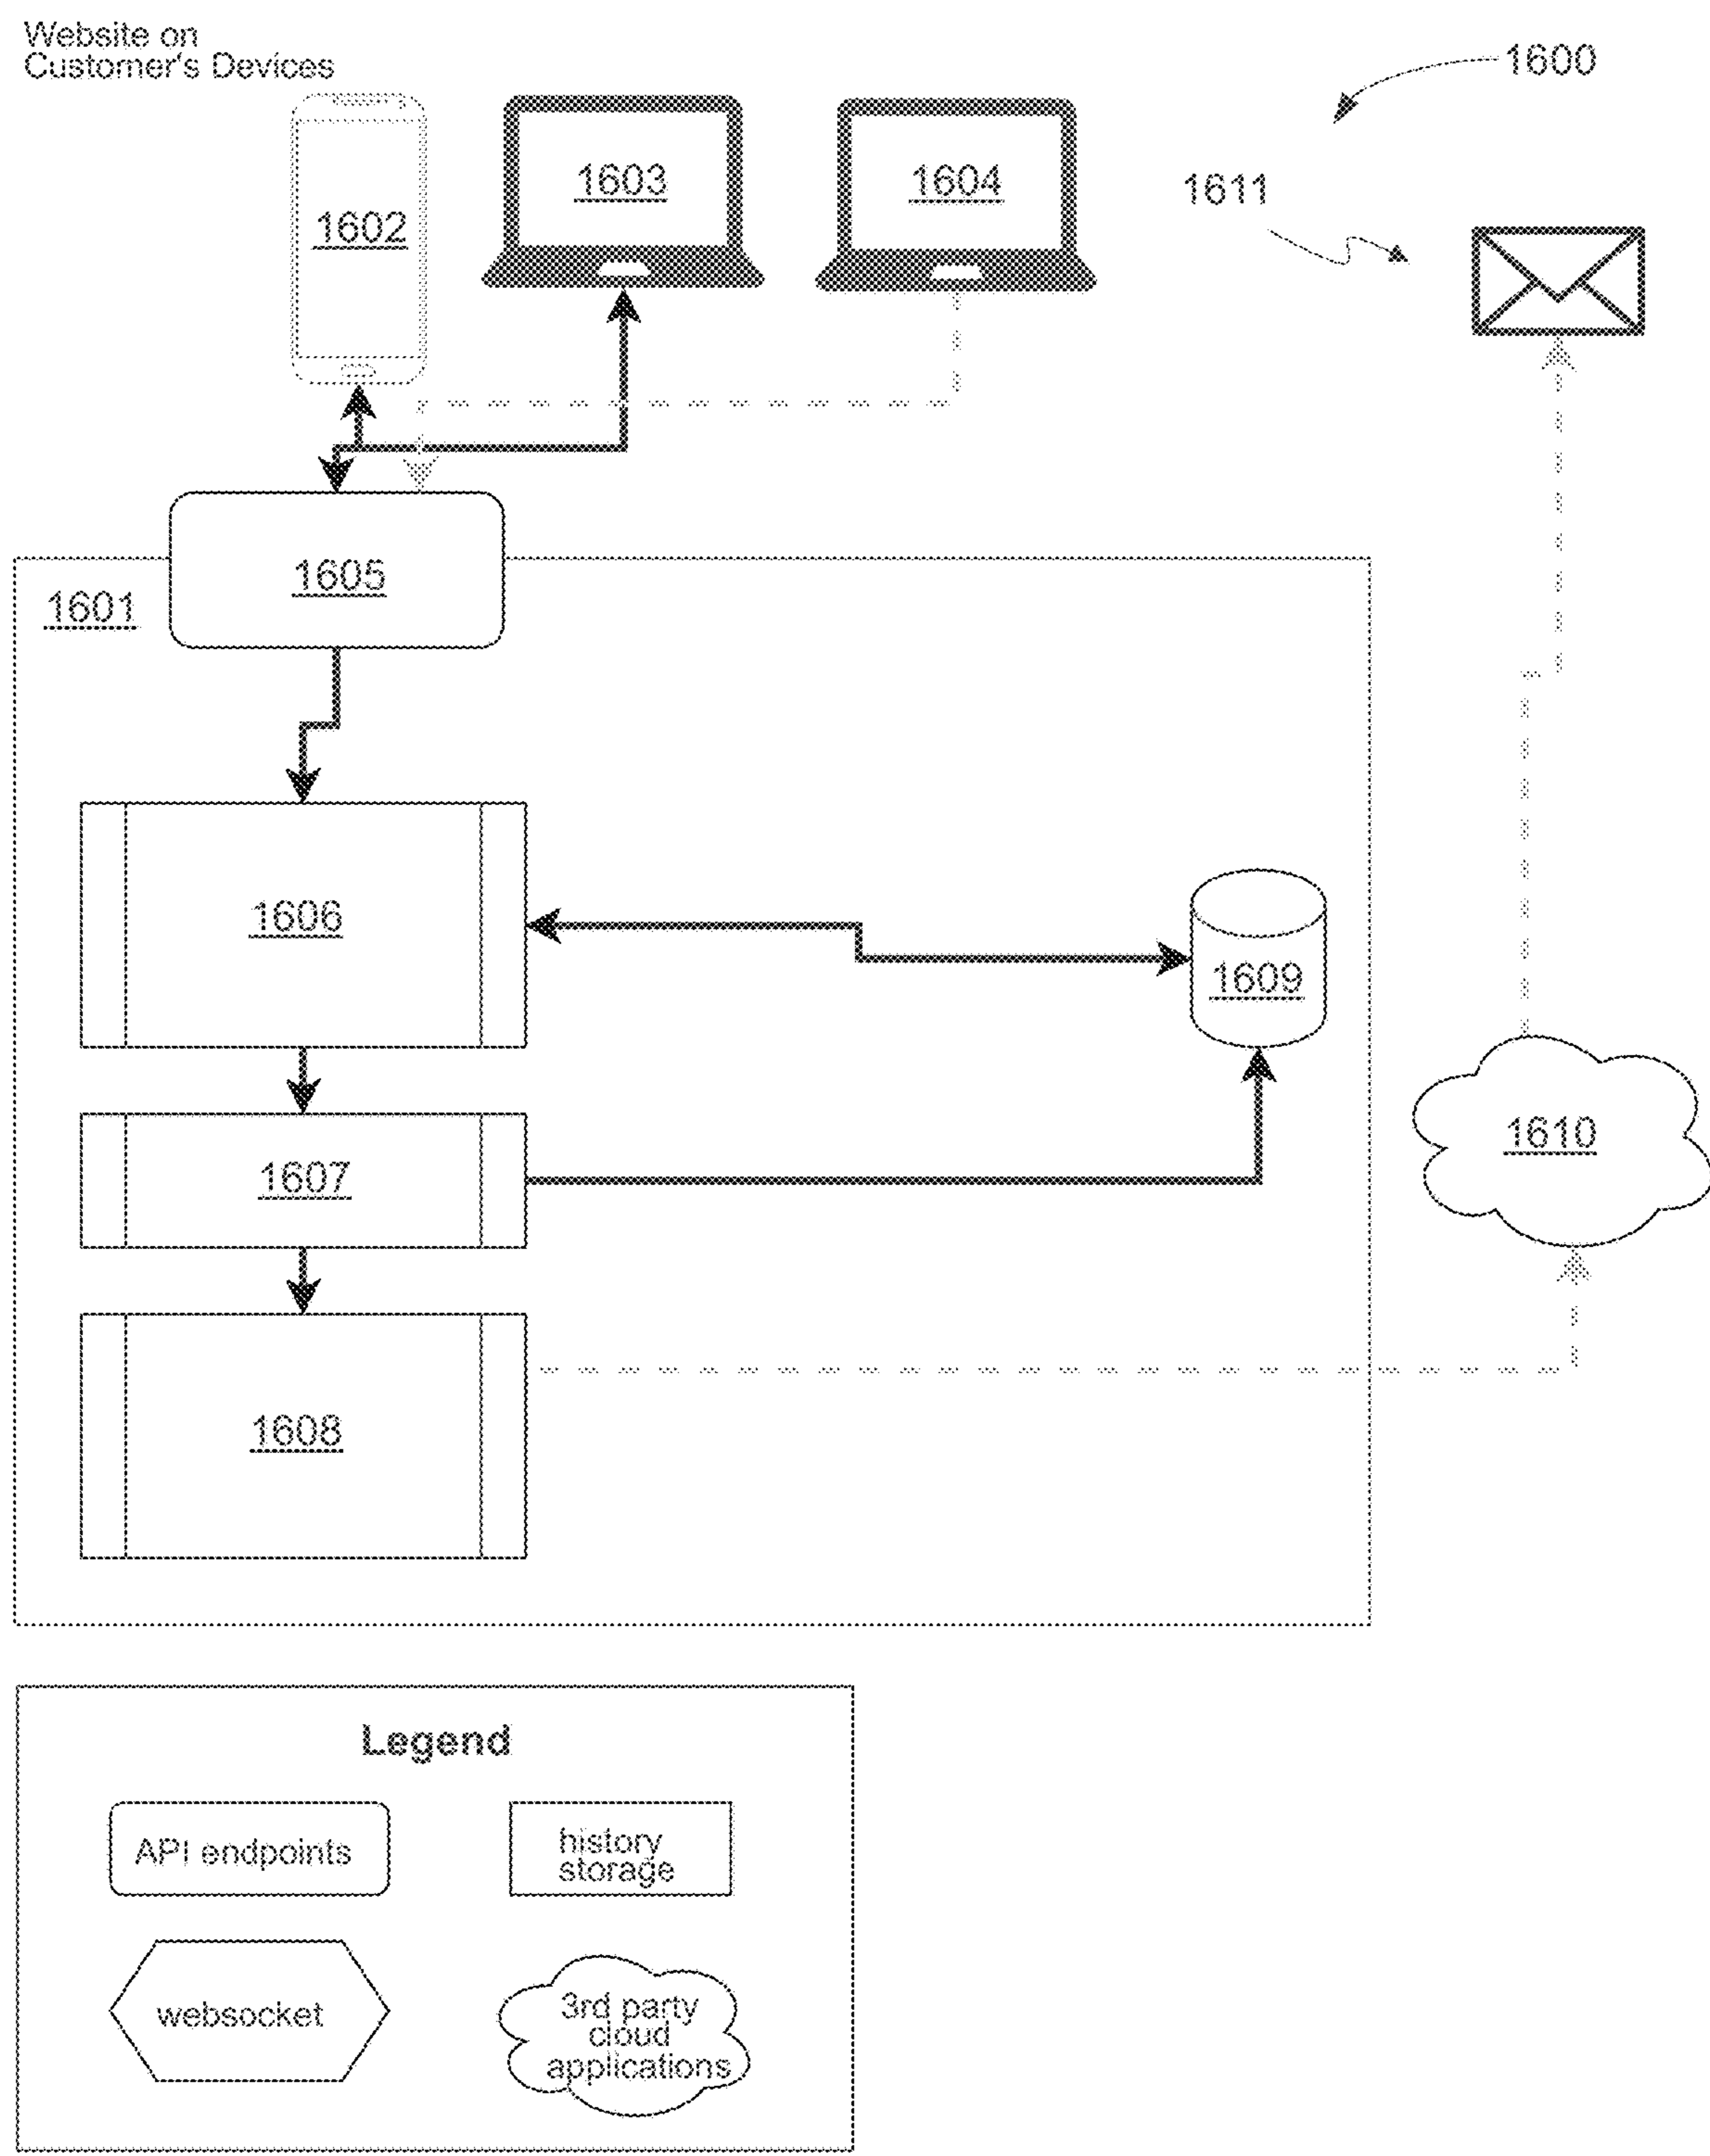 Website on
Customer's Devices
1600
1603
1604
1611
1602
1605
1601
1606
1609
1610
1607
1608
Legend
API endpoints
history
storage
websocket
3rd party
cloud
applications